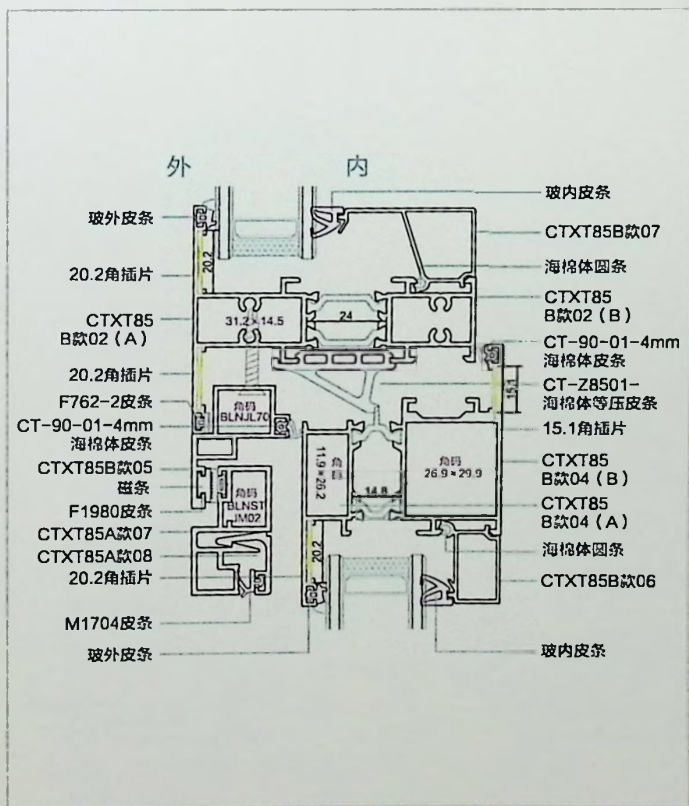 外 内
玻外皮条
20.2角插片
CTXT85
B款02（A）
20.2角插片
F762-2皮条
CT-90-01-4mm
海棉体皮条
CTXT85B款05
磁条
F1980皮条
CTXT85A款07
CTXT85A款08
20.2角插片
M1704皮条
玻外皮条
20.2
31.2×14.5
24
角码
BLNJL70
角码
11.9×26.2
角码
26.9×29.9
14.8
15.1
角码
BLNST
JM02
20.2
玻内皮条
CTXT85B款07
海棉体圆条
CTXT85
B款02（B）
CT-90-01-4mm
海棉体皮条
CT-Z8501-
海棉体等压皮条
15.1角插片
CTXT85
B款04（B）
CTXT85
B款04（A）
海棉体圆条
CTXT85B款06
玻内皮条